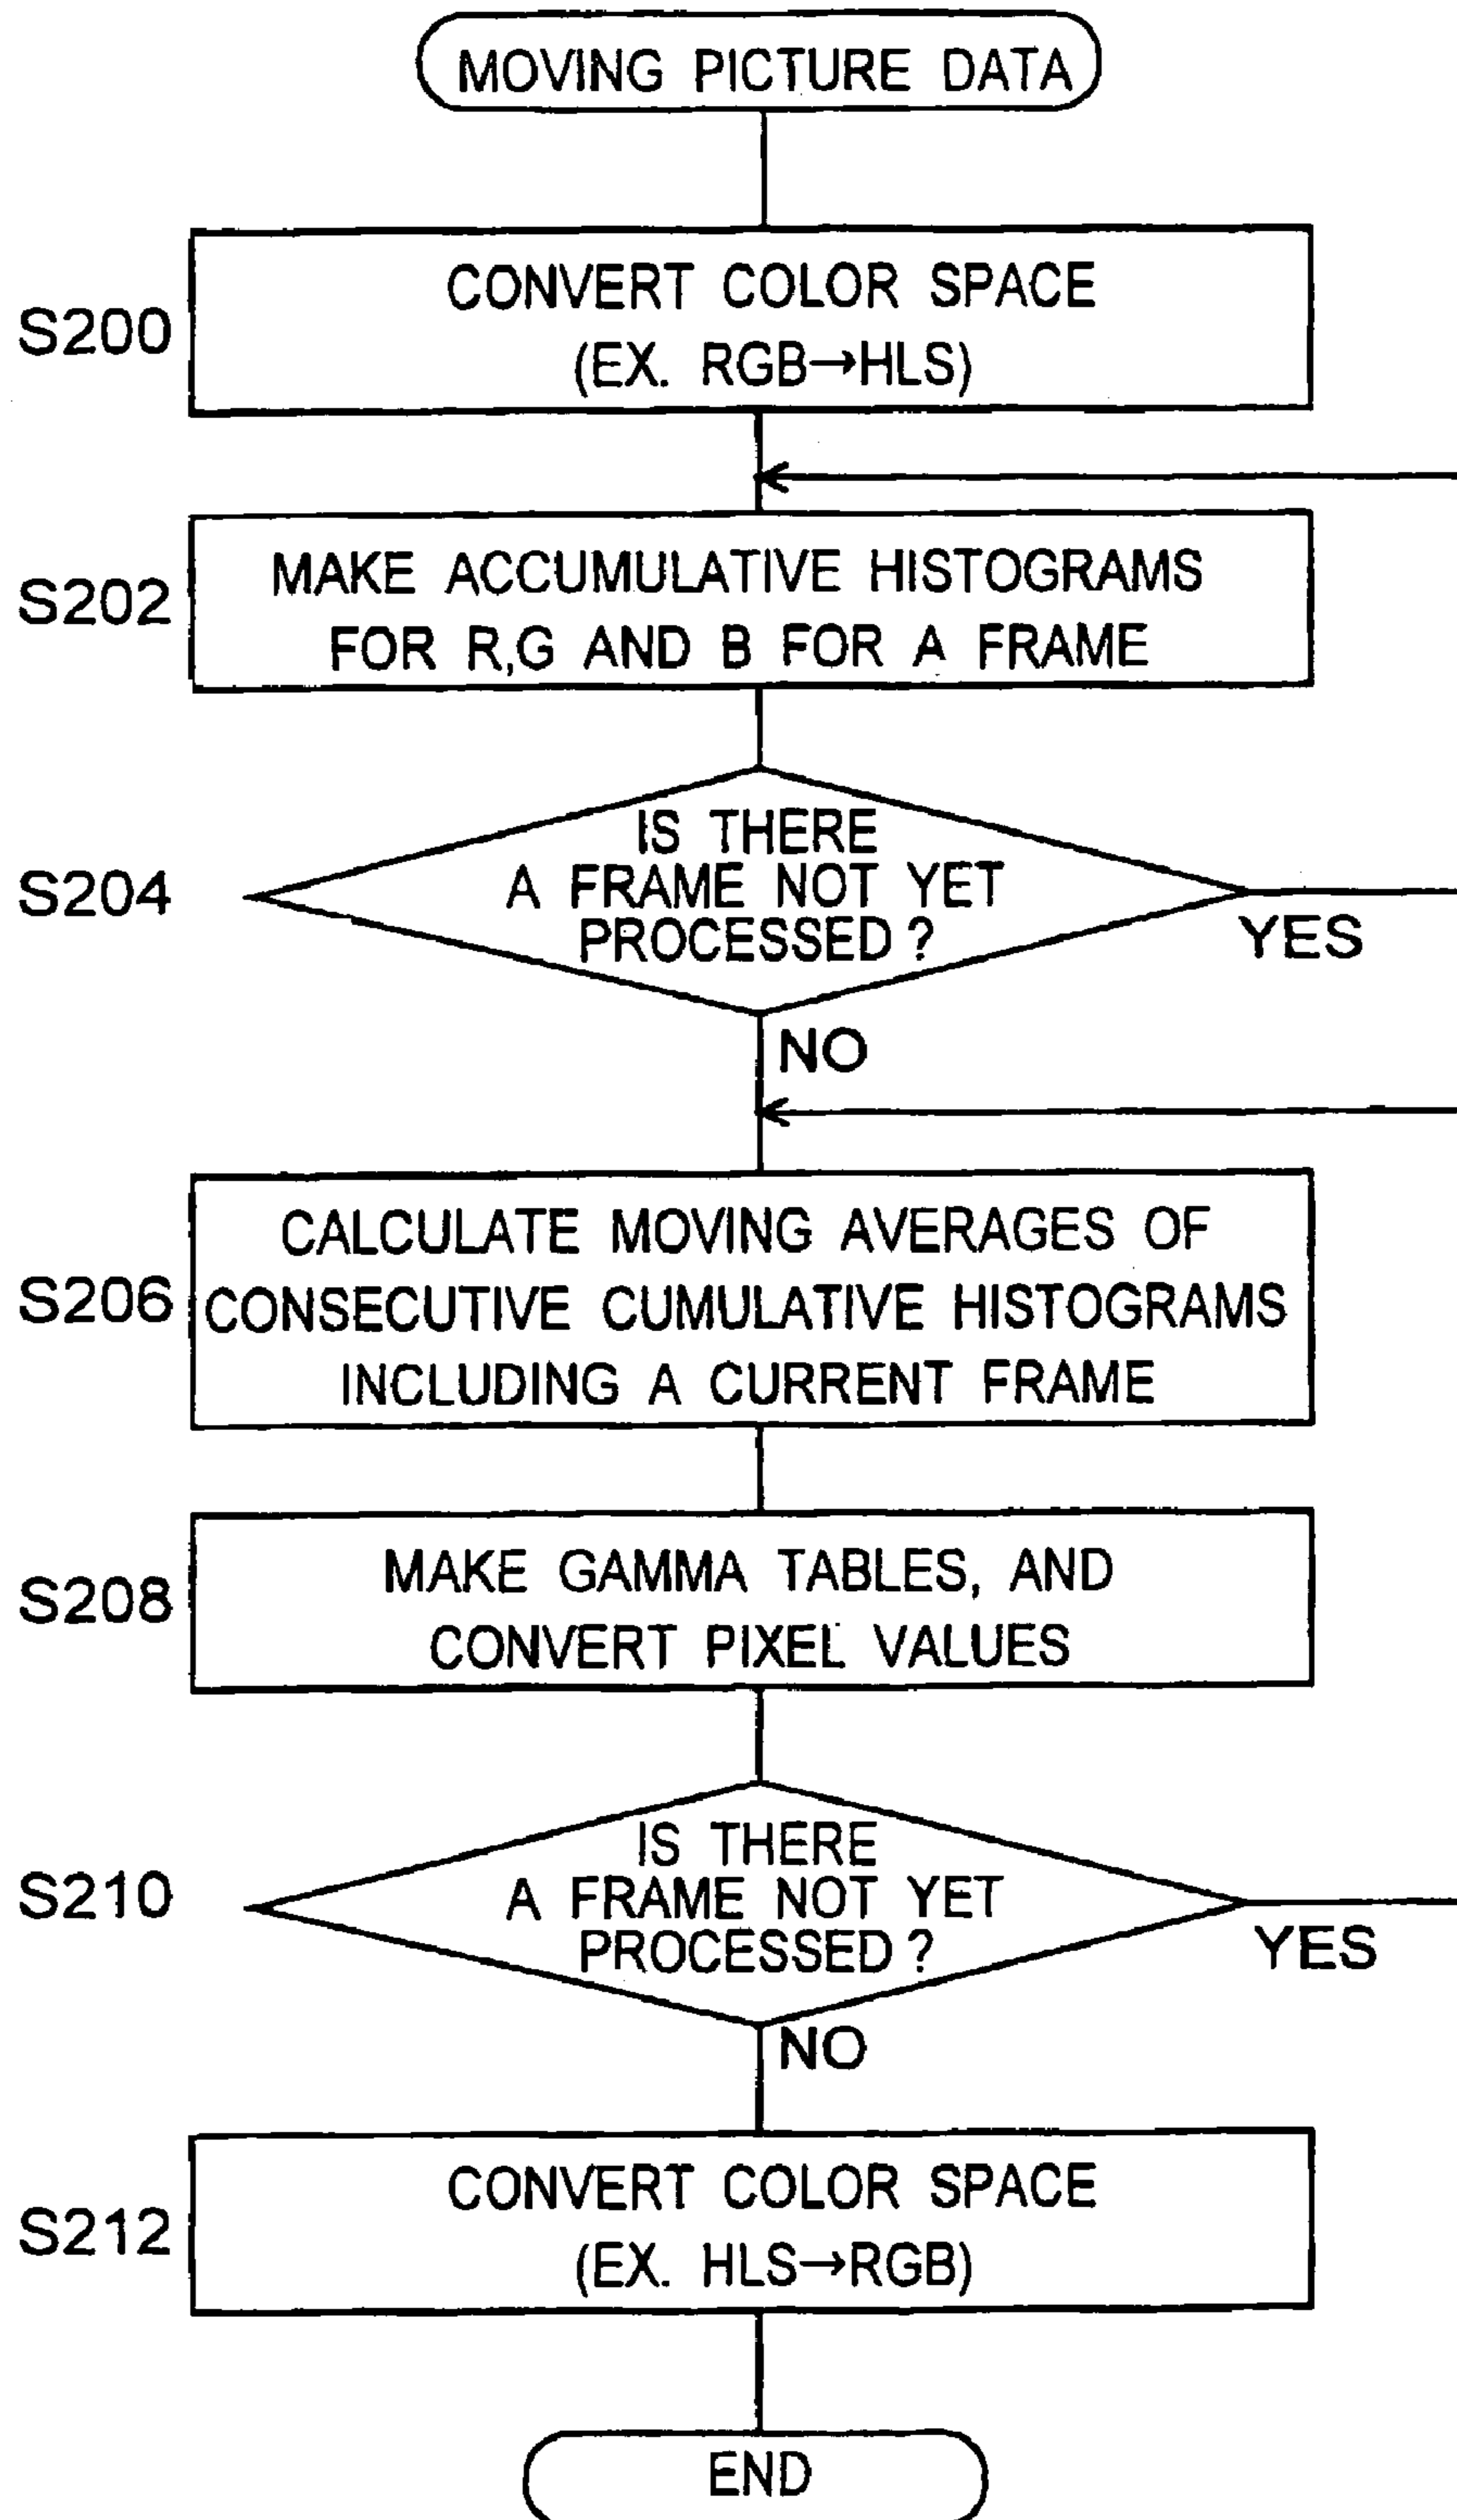 MOVING PICTURE DATA
S200
CONVERT COLOR SPACE
(EX. RGB→HLS)
S202
MAKE ACCUMULATIVE HISTOGRAMS
FOR R,G AND B FOR A FRAME
S204
IS THERE
A FRAME NOT YET
PROCESSED?
YES
NO
S206
CALCULATE MOVING AVERAGES OF
CONSECUTIVE CUMULATIVE HISTOGRAMS
INCLUDING A CURRENT FRAME
S208
MAKE GAMMA TABLES, AND
CONVERT PIXEL VALUES
S210
IS THERE
A FRAME NOT YET
PROCESSED?
YES
NO
S212
CONVERT COLOR SPACE
(EX. HLS→RGB)
END